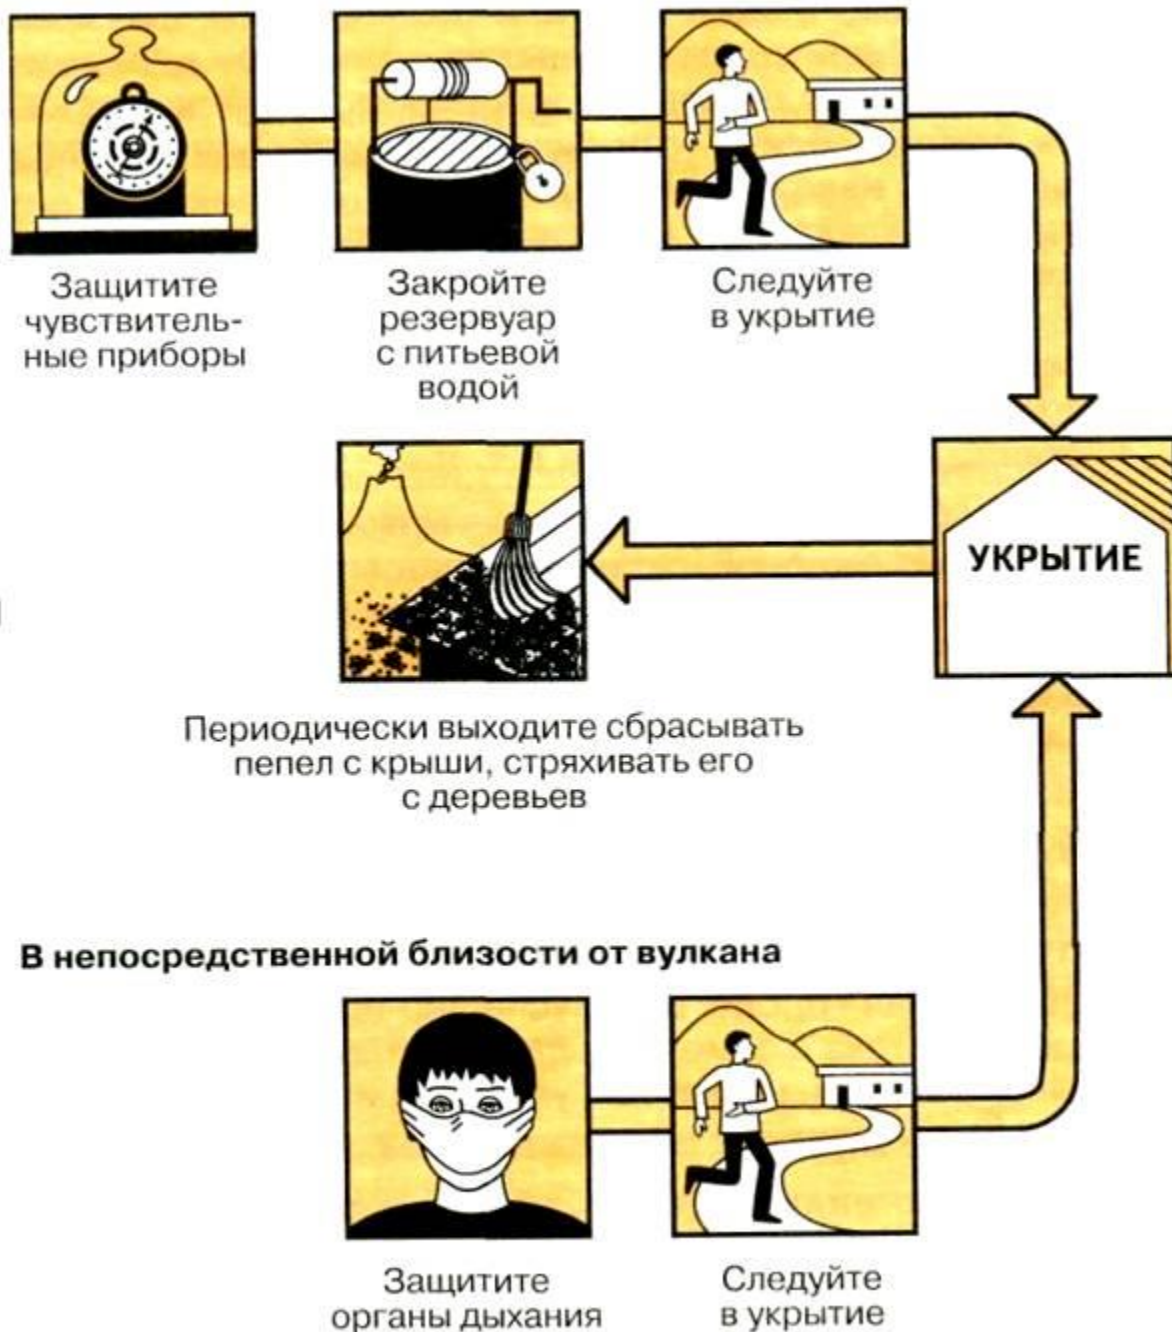 Защитите
чувствитель-
ные приборы
Закройте
резервуар
с питьевой
водой
Следуйте
в укрытие
УКРЫТИЕ
Периодически выходите сбрасывать
пепел с крыши, стряхивать его
с деревьев
В непосредственной близости от вулкана
Защитите
органы дыхания
Следуйте
в укрытие